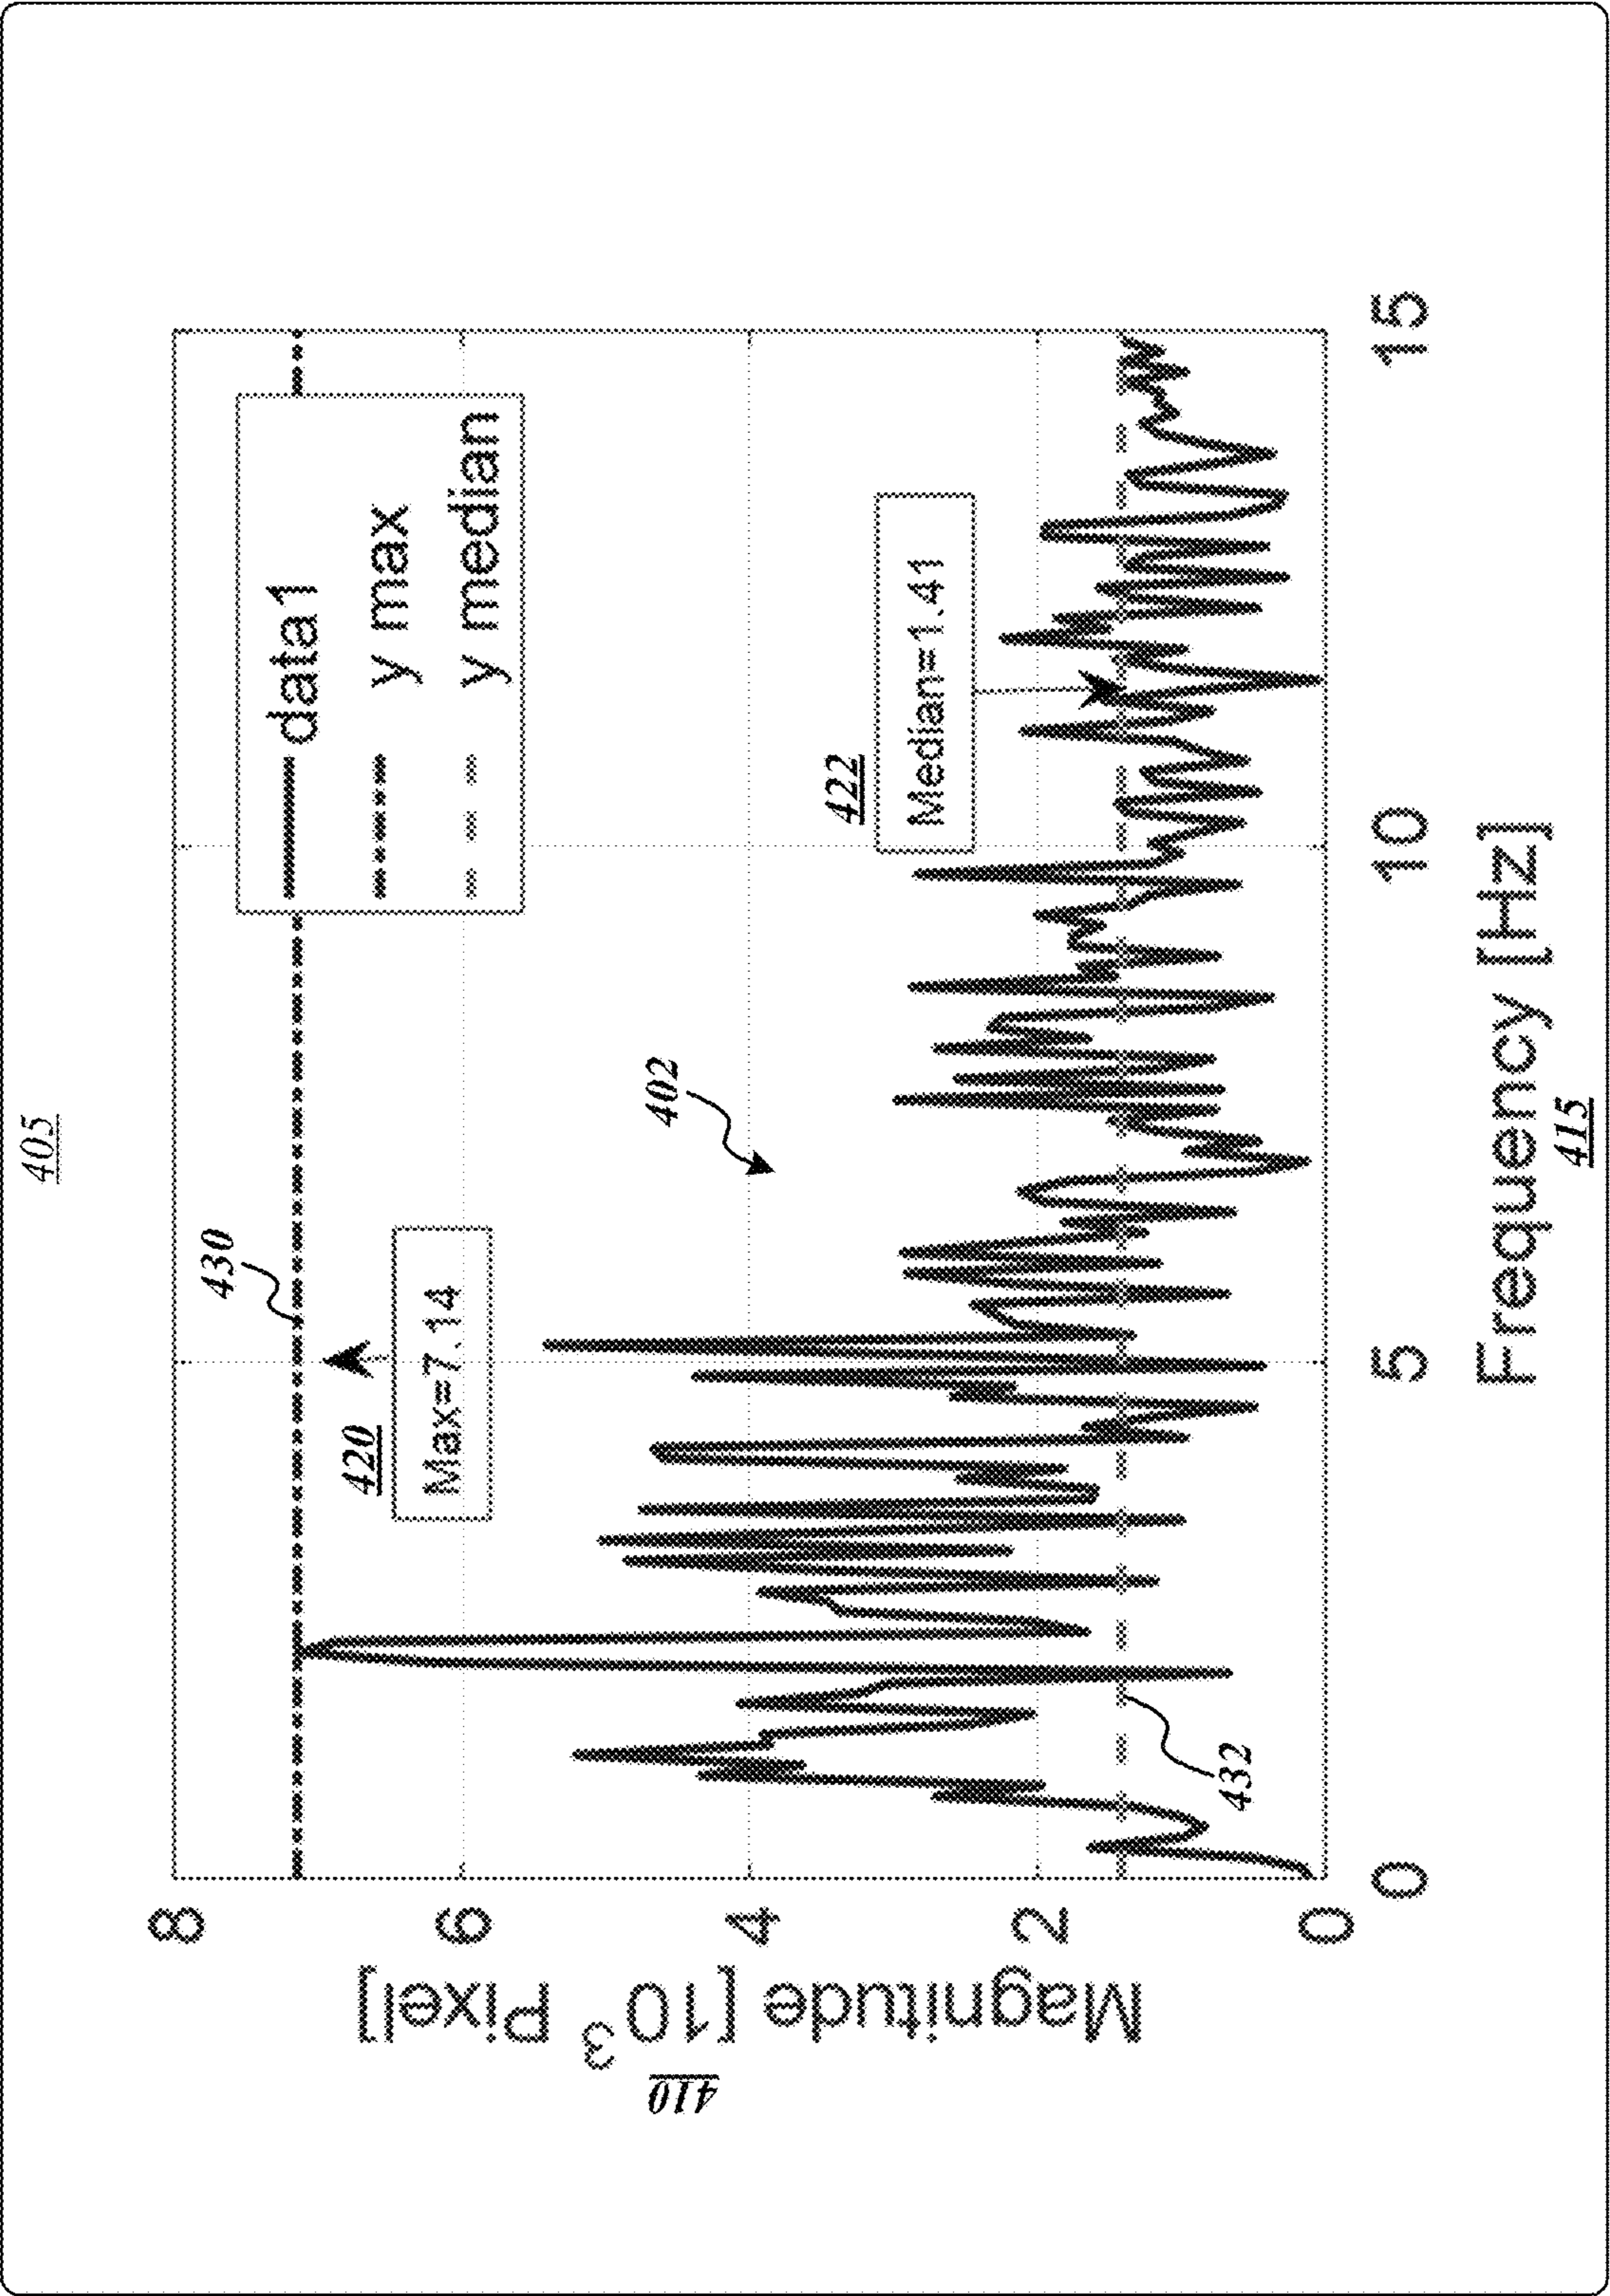 405
430
data1
y max
y median
420
Max=7.14
402
422
Median=1.41
432
8
6
4
2
0
Magnitude [10³ Pixel]
410
0
5
10
15
Frequency [Hz]
415